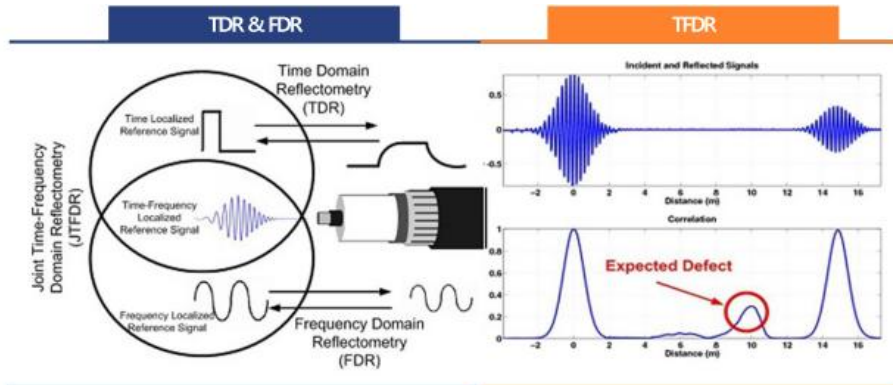 TDR & FDR
TFDR
Joint Time-Frequency
Domain Reflectometry
(JTFDR)
Time Localized
Reference Signal
Time Domain
Reflectometry
(TDR)
Time-Frequency
Localized
Reference Signal
Frequency Localized
Reference Signal
Frequency Domain
Reflectometry
(FDR)
Incident and Reflected Signals
0.5
0
-0.5
-2 0 2 4 6 8 10 12 14 16
Distance (m)
Correlation
1
0.8
0.6
0.4
0.2
0
Expected Defect
-2 0 2 4 6 8 10 12 14 16
Distance (m)